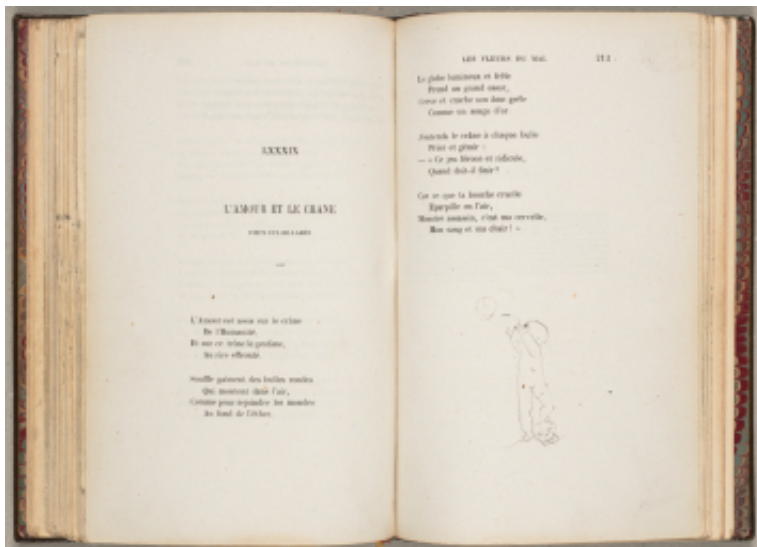 LXXXIX
L'AMOUR ET LE CRANE
L'Amour est assis sur le crâne
De l'Humanité,
Et sur ce trône le profane,
Au rire effronté,
Souffle gaiment des bulles rondes
Qui montent dans l'air,
Comme pour rejoindre les mondes
Au fond de l'éther.
LES FLEURS DU MAL.
Le globe lumineux et frêle
Prend un grand essor,
Crève et crache son âme grêle
Comme un songe d'or.
J'entends le crâne à chaque bulle
Prier et gémir :
— « Ce jeu féroce et ridicule,
Quand doit-il finir ?
Car ce que ta bouche cruelle
Éparpille en l'air,
Monstre assassin, c'est ma cervelle,
Mon sang et ma chair ! »